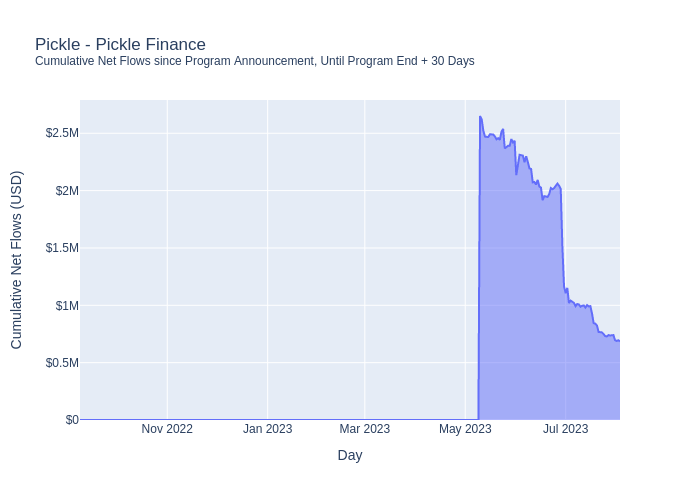 Pickle - Pickle Finance
Cumulative Net Flows since Program Announcement, Until Program End + 30 Days
Cumulative Net Flows (USD)
$2.5M
$2M
$1.5M
$1M
$0.5M
$0
Nov 2022 Jan 2023 Mar 2023 May 2023 Jul 2023
Day